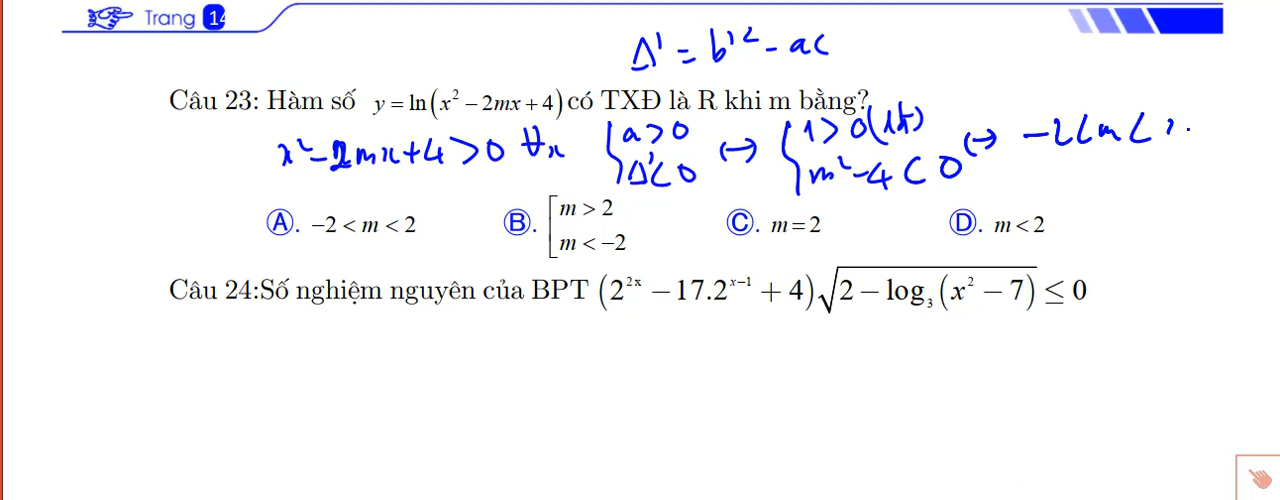 Trang 14
Δ' = b'² - ac
Câu 23: Hàm số y = ln(x² − 2mx + 4) có TXĐ là R khi m bằng?
x² - 2mx + 4 > 0 ∀x { a > 0 Δ' < 0 ↔ { 1 > 0 (lđ) m² - 4 < 0 ↔ -2 < m < 2.
A. −2 < m < 2 B. [ m > 2 m < −2 C. m = 2 D. m < 2
Câu 24:Số nghiệm nguyên của BPT (2²ˣ − 17.2ˣ⁻¹ + 4)√(2 − log₃(x² − 7)) ≤ 0